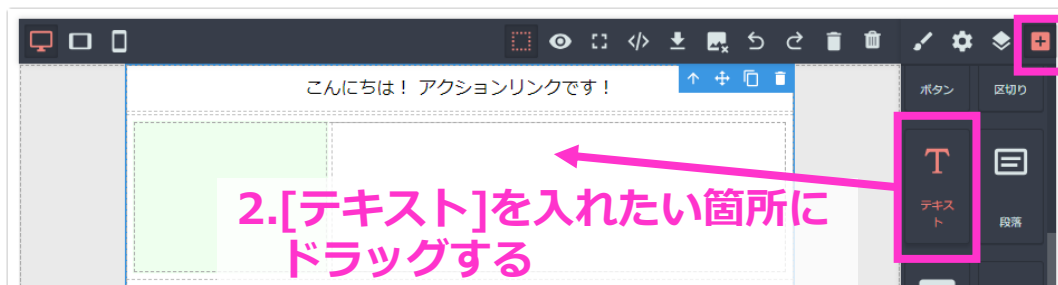 こんにちは！ アクションリンクです！
ボタン
区切り
T
テキス
ト
段落
2.[テキスト]を入れたい箇所に
ドラッグする